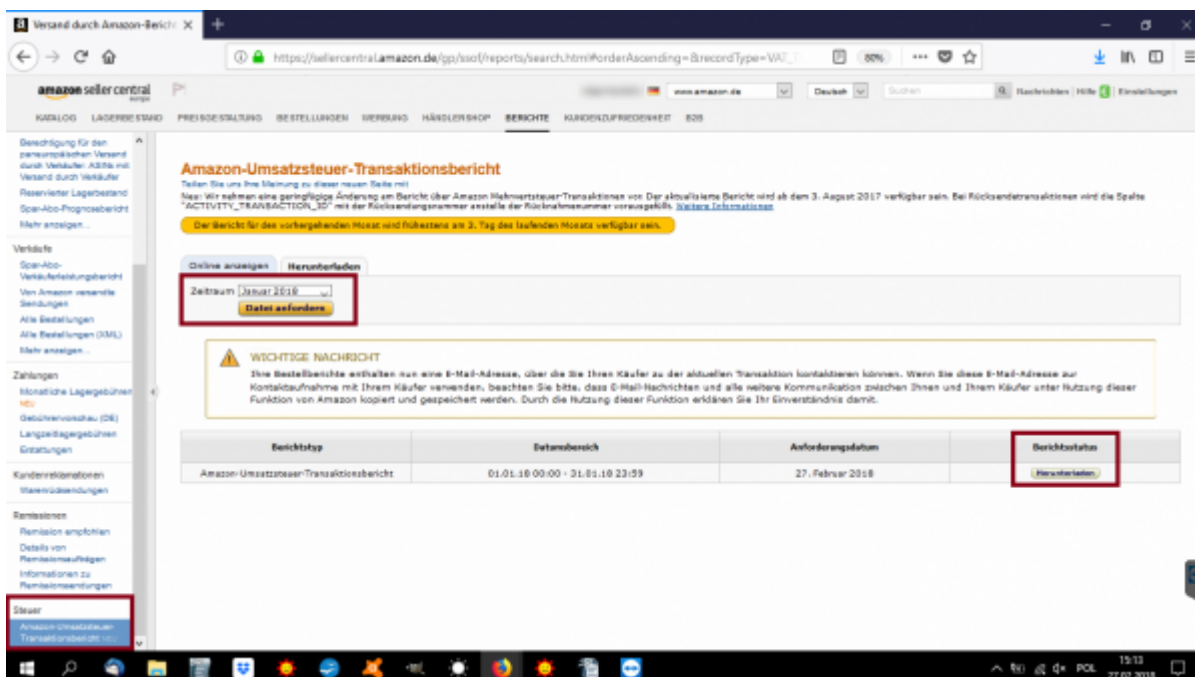 Versand durch Amazon-Berich
https://sellercentral.amazon.de/gp/ssof/reports/search.html#orderAscending=&recordType=VAT_T
80%
amazon seller central
europe
www.amazon.de
Deutsch
Suchen
Nachrichten | Hilfe | Einstellungen
KATALOG LAGERBESTAND PREISGESTALTUNG BESTELLUNGEN WERBUNG HÄNDLERSHOP BERICHTE KUNDENZUFRIEDENHEIT B2B
Berechtigung für den
paneuropäischen Versand
durch Verkäufer: ASINs mit
Versand durch Verkäufer
Reservierter Lagerbestand
Spar-Abo-Prognosebericht
Mehr anzeigen...
Verkäufe
Spar-Abo-
Verkäuferleistungsbericht
Von Amazon versandte
Sendungen
Alle Bestellungen
Alle Bestellungen (XML)
Mehr anzeigen...
Zahlungen
Monatliche Lagergebühren
NEU
Gebührenvorschau (DE)
Langzeitlagergebühren
Erstattungen
Kundenreklamationen
Warenrücksendungen
Remissionen
Remission empfohlen
Details von
Remissionsaufträgen
Informationen zu
Remissionssendungen
Steuer
Amazon-Umsatzsteuer-
Transaktionsbericht NEU
Amazon-Umsatzsteuer-Transaktionsbericht
Teilen Sie uns Ihre Meinung zu dieser neuen Seite mit
Neu: Wir nehmen eine geringfügige Änderung am Bericht über Amazon Mehrwertsteuer-Transaktionen vor. Der aktualisierte Bericht wird ab dem 3. August 2017 verfügbar sein. Bei Rücksendetransaktionen wird die Spalte
"ACTIVITY_TRANSACTION_ID" mit der Rücksendungsnummer anstelle der Rücknahmenummer vorausgefüllt. Weitere Informationen
Der Bericht für den vorhergehenden Monat wird frühestens am 3. Tag des laufenden Monats verfügbar sein.
Online anzeigen Herunterladen
Zeitraum Januar 2018
Datei anfordern
WICHTIGE NACHRICHT
Ihre Bestellberichte enthalten nun eine E-Mail-Adresse, über die Sie Ihren Käufer zu der aktuellen Transaktion kontaktieren können. Wenn Sie diese E-Mail-Adresse zur
Kontaktaufnahme mit Ihrem Käufer verwenden, beachten Sie bitte, dass E-Mail-Nachrichten und alle weitere Kommunikation zwischen Ihnen und Ihrem Käufer unter Nutzung dieser
Funktion von Amazon kopiert und gespeichert werden. Durch die Nutzung dieser Funktion erklären Sie Ihr Einverständnis damit.
Berichtstyp Datumsbereich Anforderungsdatum Berichtsstatus
Amazon-Umsatzsteuer-Transaktionsbericht 01.01.18 00:00 - 31.01.18 23:59 27. Februar 2018 Herunterladen
POL
15:13
27.02.2018